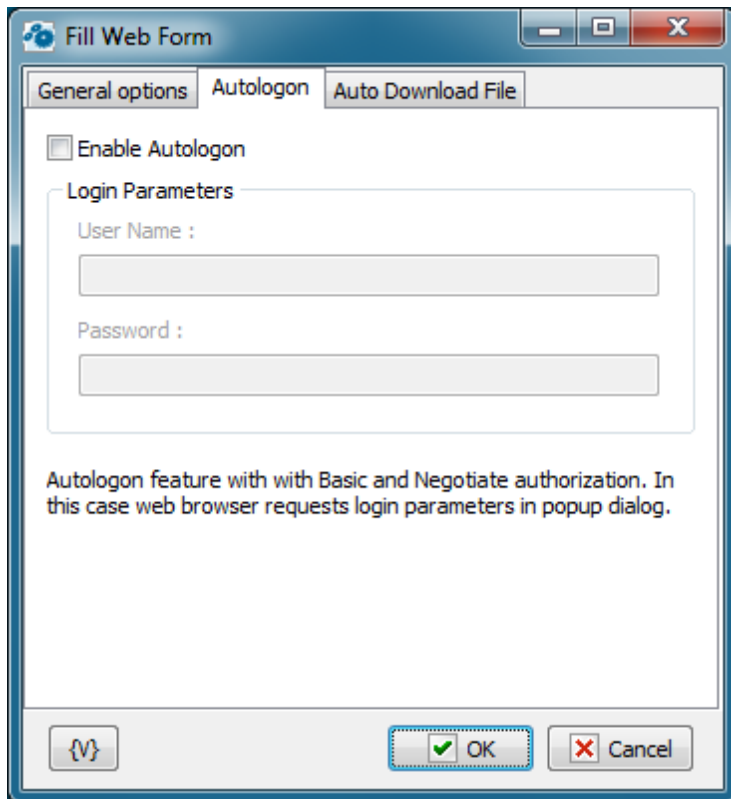 Fill Web Form
General options Autologon Auto Download File
Enable Autologon
Login Parameters
User Name :
Password :
Autologon feature with with Basic and Negotiate authorization. In
this case web browser requests login parameters in popup dialog.
{V} OK Cancel